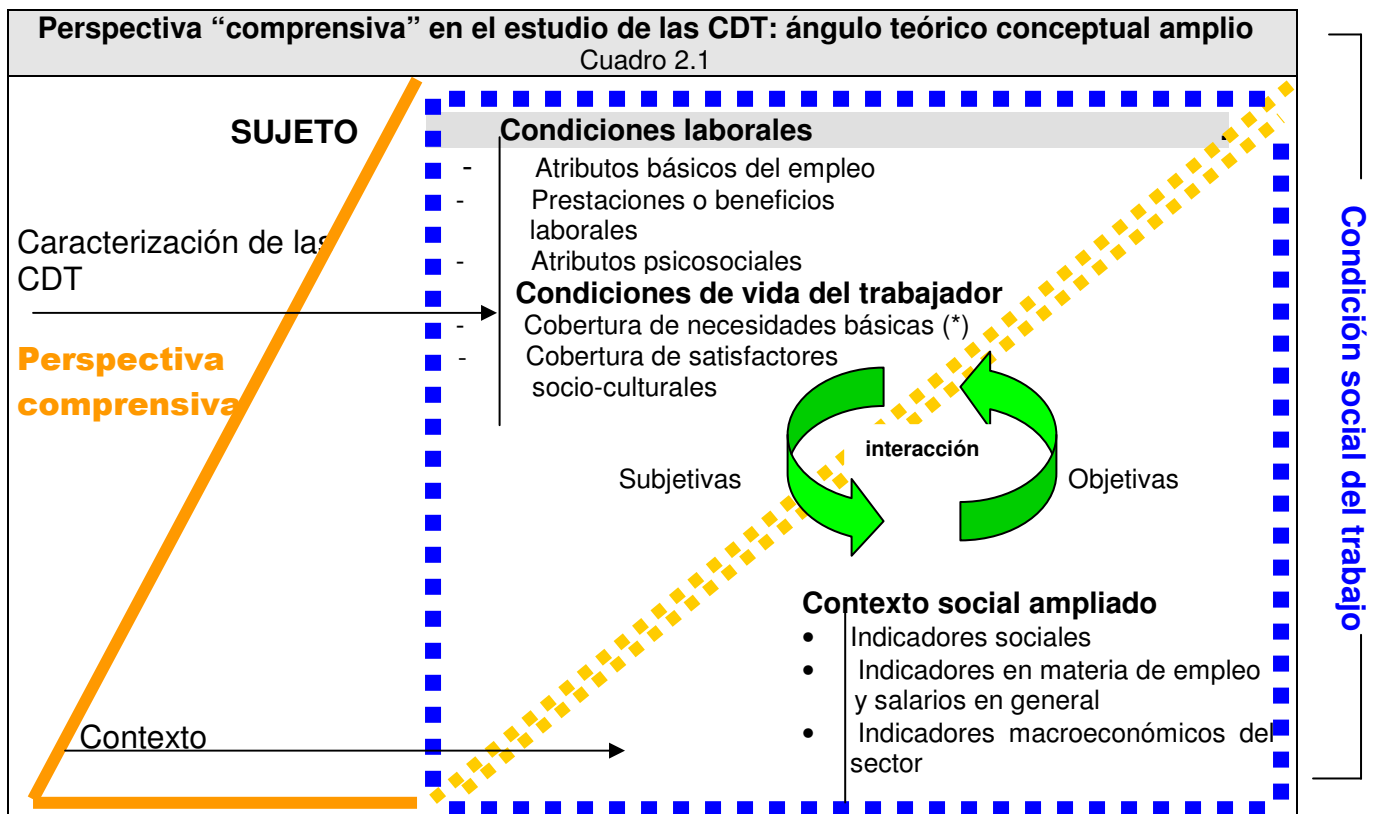 Perspectiva “comprensiva” en el estudio de las CDT: ángulo teórico conceptual amplio
Cuadro 2.1
SUJETO
Caracterización de las
CDT
Perspectiva
comprensiva
Contexto
Condiciones laborales
- Atributos básicos del empleo
- Prestaciones o beneficios
laborales
- Atributos psicosociales
Condiciones de vida del trabajador
- Cobertura de necesidades básicas (*)
- Cobertura de satisfactores
socio-culturales
Subjetivas
interacción
Objetivas
Contexto social ampliado
• Indicadores sociales
• Indicadores en materia de empleo
y salarios en general
• Indicadores macroeconómicos del
sector
Condición social del trabajo